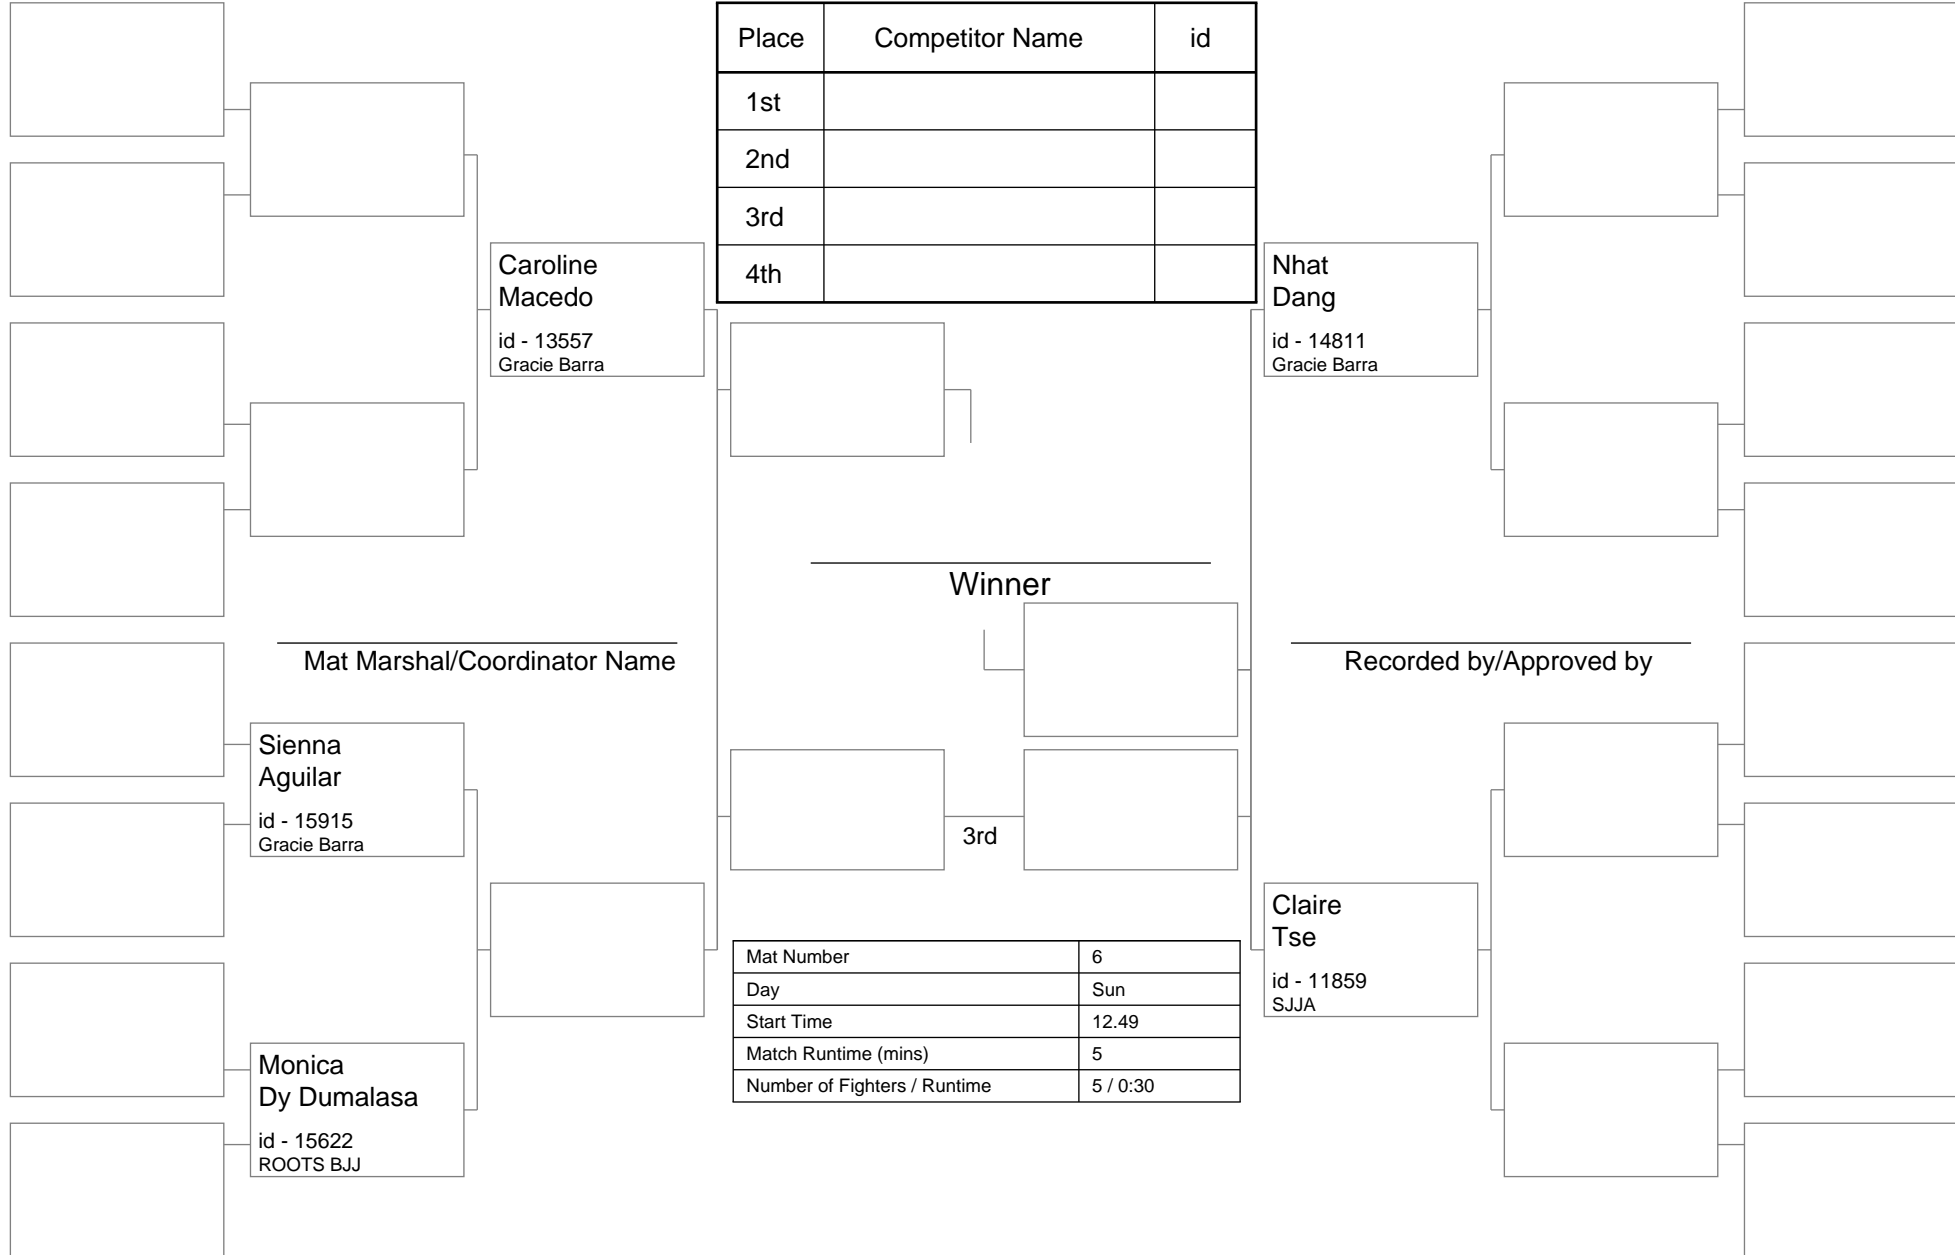 Place Competitor Name id
1st
2nd
3rd
4th
Caroline
Macedo
id - 13557
Gracie Barra
Nhat
Dang
id - 14811
Gracie Barra
Winner
Mat Marshal/Coordinator Name
Recorded by/Approved by
Sienna
Aguilar
id - 15915
Gracie Barra
3rd
Claire
Tse
id - 11859
SJJA
Mat Number 6
Day Sun
Start Time 12.49
Match Runtime (mins) 5
Number of Fighters / Runtime 5 / 0:30
Monica
Dy Dumalasa
id - 15622
ROOTS BJJ